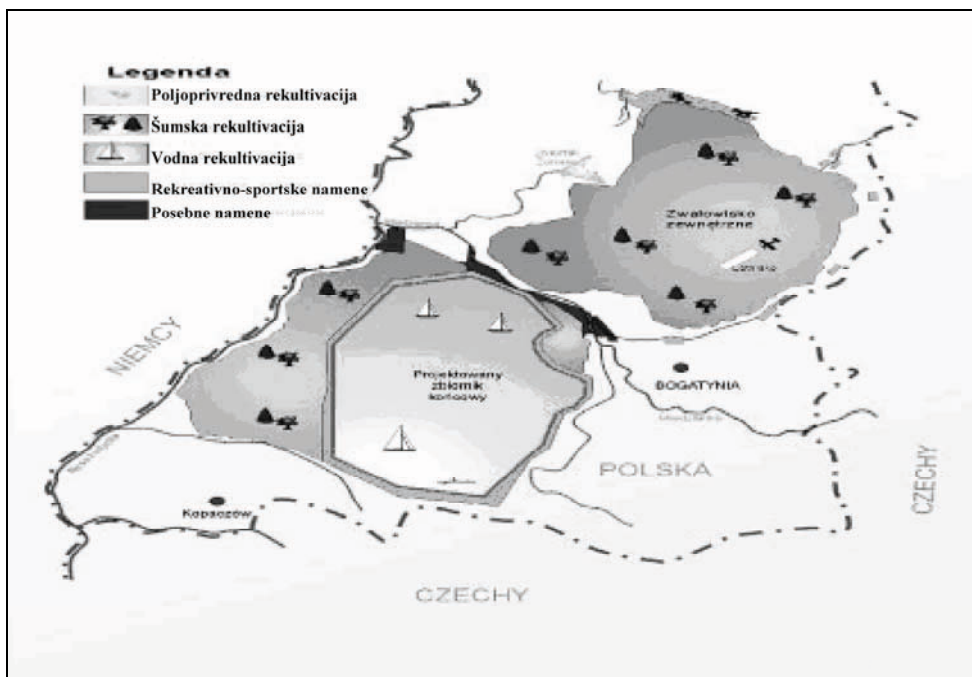 Legenda
Poljoprivredna rekultivacija
Šumska rekultivacija
Vodna rekultivacija
Rekreativno-sportske namene
Posebne namene
Zwałowisko
zewnętrzne
NIEMCY
Projektowany
zbiornik
końcowy
BOGATYNIA
POLSKA
CZECHY
Kopaczów
CZECHY